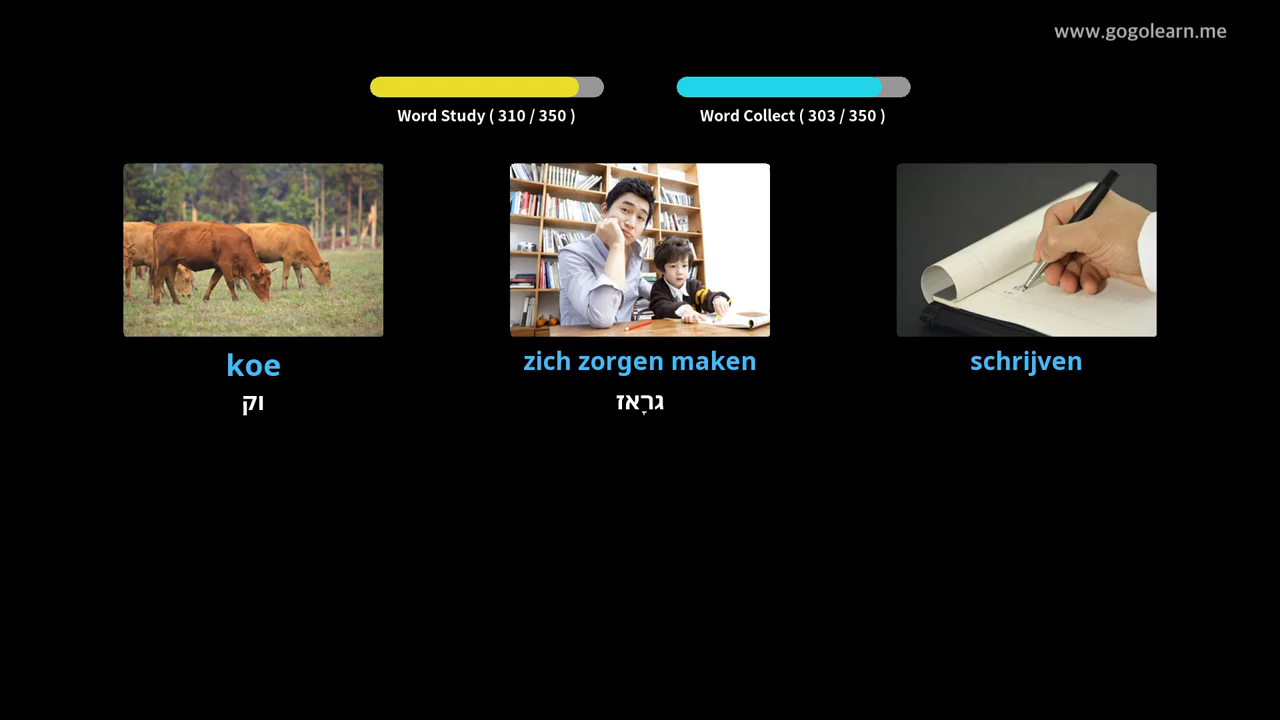 www.gogolearn.me
Word Study ( 310 / 350 )
Word Collect ( 303 / 350 )
koe
zich zorgen maken
schrijven
וק
גרָאז